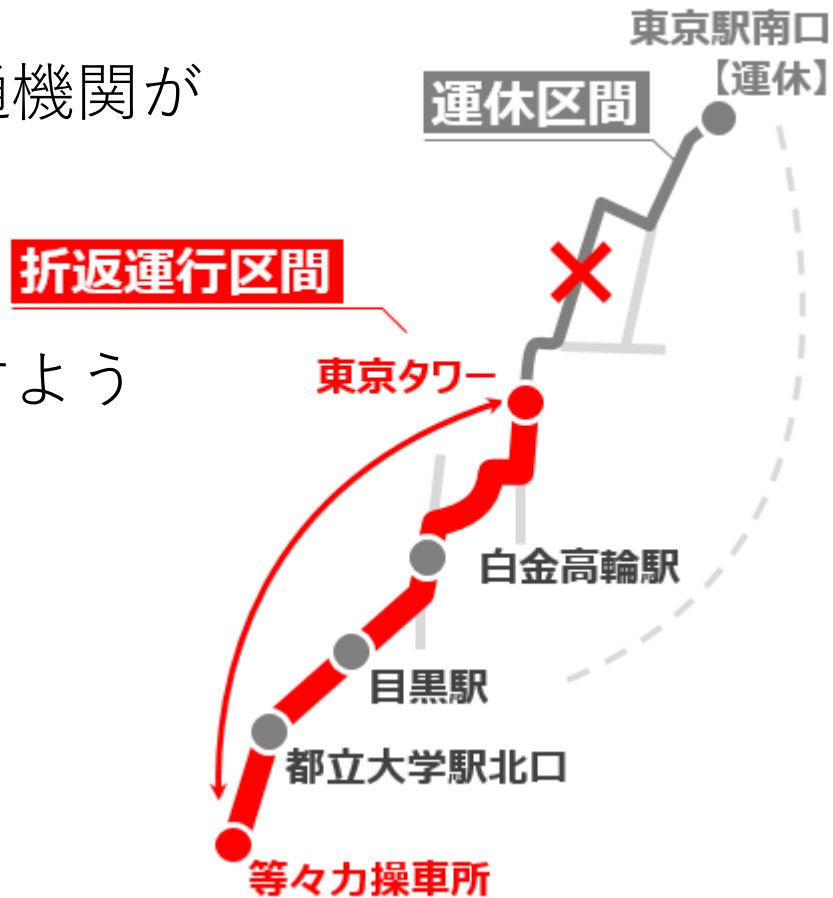 東京駅南口
【運休】
通機関が
運休区間
折返運行区間
すよう
東京タワー
白金高輪駅
目黒駅
都立大学駅北口
等々力操車所